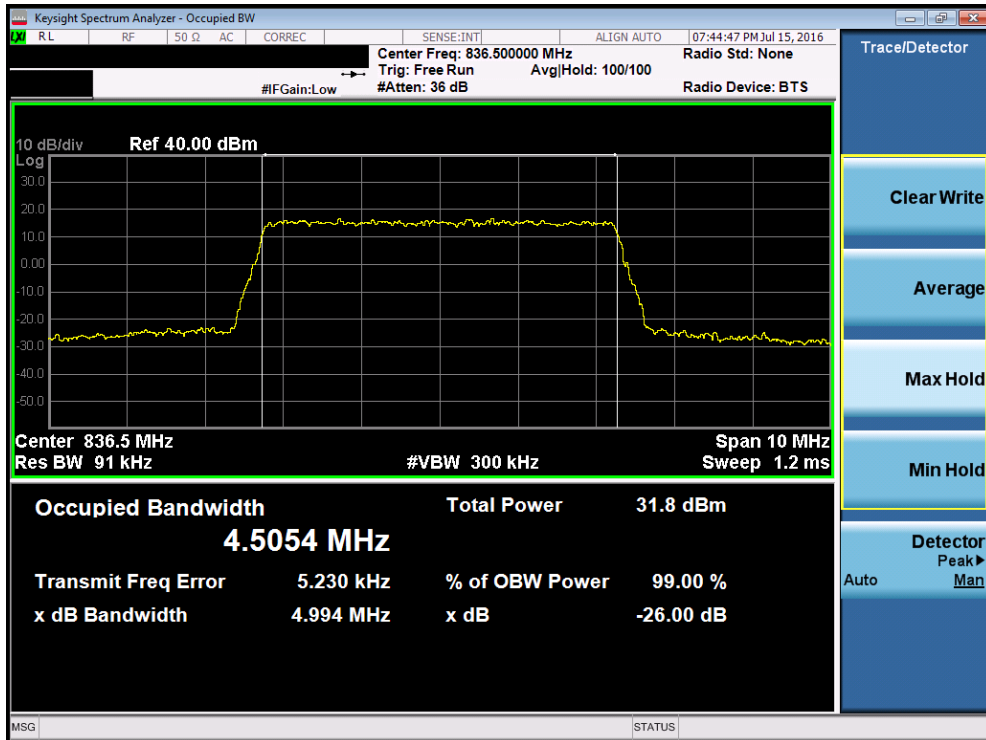 Keysight Spectrum Analyzer - Occupied BW
LXI RL RF 50 Ω AC CORREC SENSE:INT ALIGN AUTO 07:44:47 PM Jul 15, 2016
Center Freq: 836.500000 MHz Radio Std: None
Trig: Free Run Avg|Hold: 100/100
#IFGain:Low #Atten: 36 dB Radio Device: BTS
10 dB/div Ref 40.00 dBm
Log
30.0
20.0
10.0
0.00
-10.0
-20.0
-30.0
-40.0
-50.0
Center 836.5 MHz Span 10 MHz
Res BW 91 kHz #VBW 300 kHz Sweep 1.2 ms
Occupied Bandwidth Total Power 31.8 dBm
4.5054 MHz
Transmit Freq Error 5.230 kHz % of OBW Power 99.00 %
x dB Bandwidth 4.994 MHz x dB -26.00 dB
MSG STATUS
Trace/Detector
Clear Write
Average
Max Hold
Min Hold
Detector
Peak▶
Auto Man